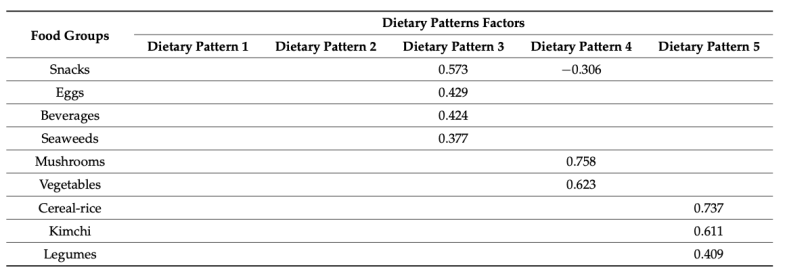 Dietary Patterns Factors
Food Groups
Dietary Pattern 1 Dietary Pattern 2 Dietary Pattern 3 Dietary Pattern 4 Dietary Pattern 5
Snacks 0.573 −0.306
Eggs 0.429
Beverages 0.424
Seaweeds 0.377
Mushrooms 0.758
Vegetables 0.623
Cereal-rice 0.737
Kimchi 0.611
Legumes 0.409